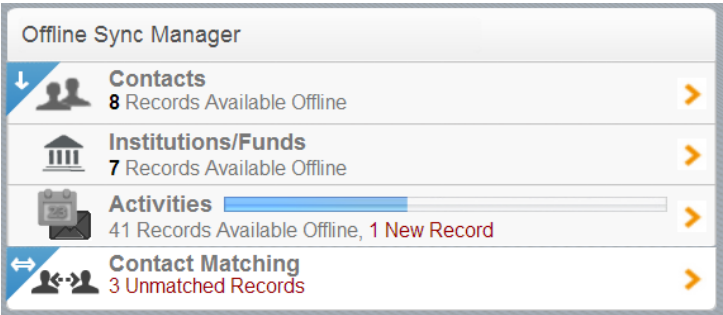 Offline Sync Manager
Contacts
8 Records Available Offline
Institutions/Funds
7 Records Available Offline
Activities
41 Records Available Offline, 1 New Record
Contact Matching
3 Unmatched Records